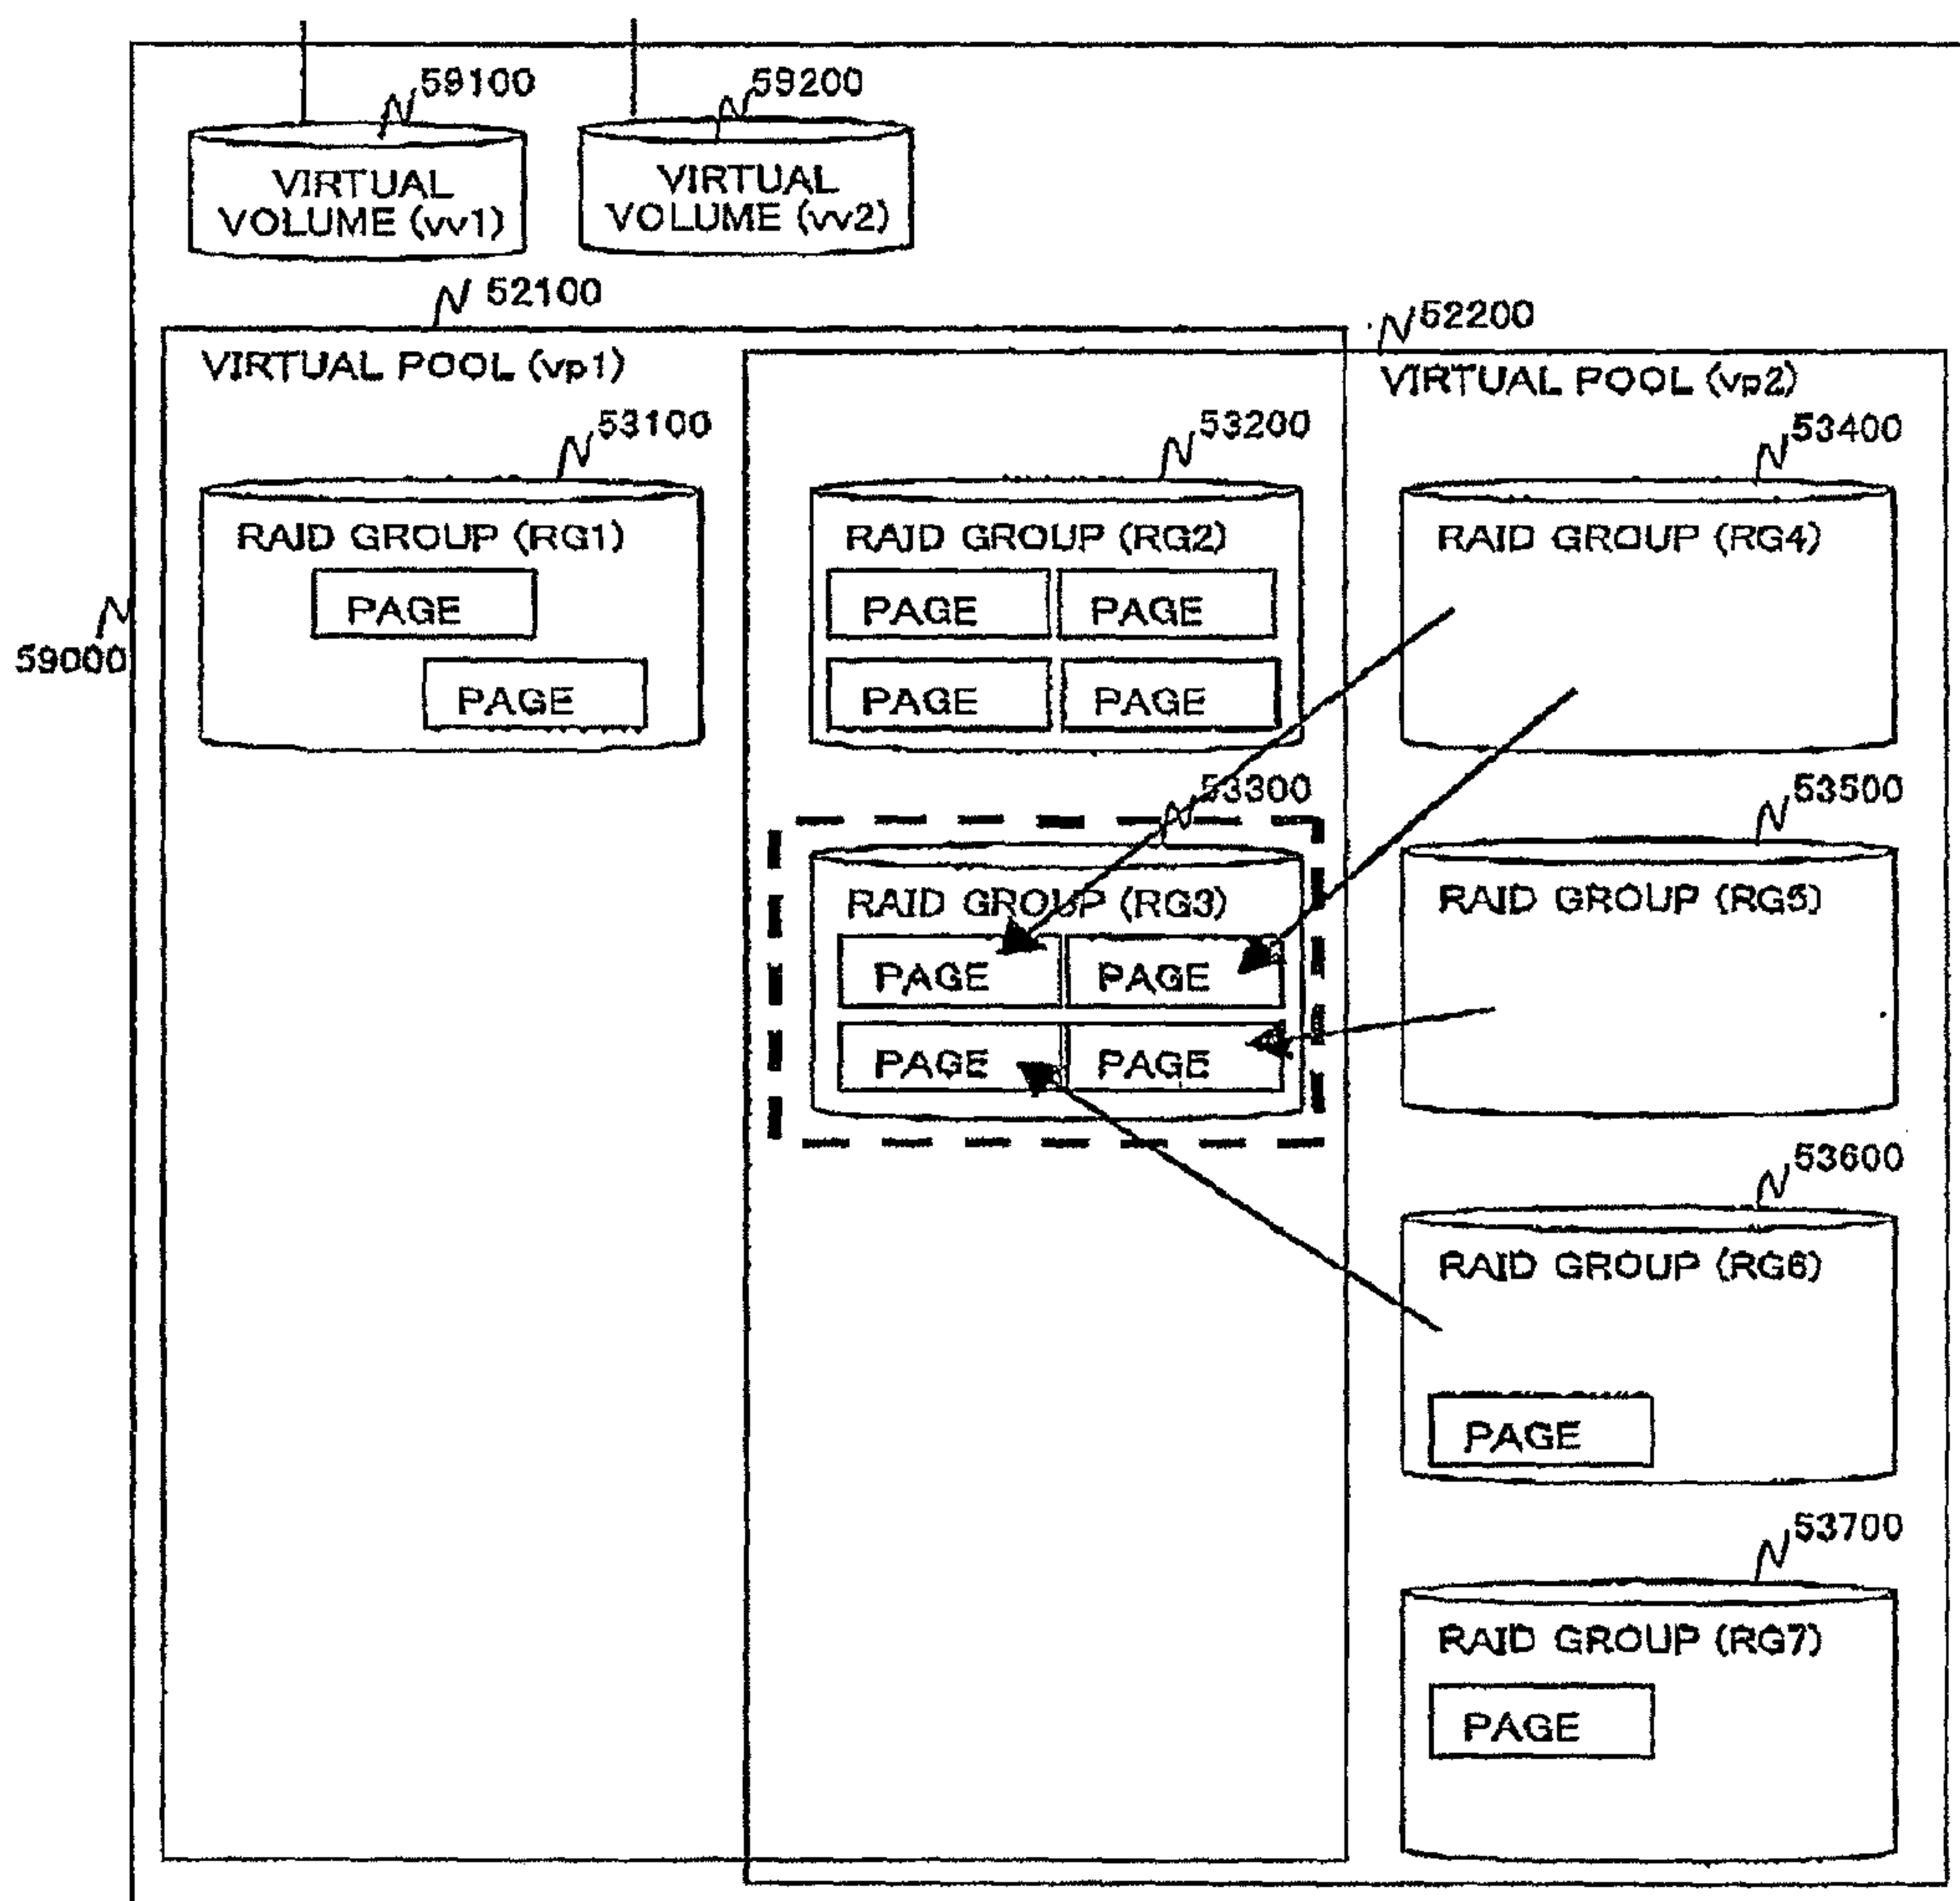 59100
59200
VIRTUAL
VOLUME (vv1)
VIRTUAL
VOLUME (vv2)
52100
52200
VIRTUAL POOL (vp1)
VIRTUAL POOL (vp2)
53100
53200
53400
RAID GROUP (RG1)
PAGE
PAGE
RAID GROUP (RG2)
PAGE PAGE
PAGE PAGE
RAID GROUP (RG4)
59000
53300
53500
RAID GROUP (RG3)
PAGE PAGE
PAGE PAGE
RAID GROUP (RG5)
53600
RAID GROUP (RG6)
PAGE
53700
RAID GROUP (RG7)
PAGE